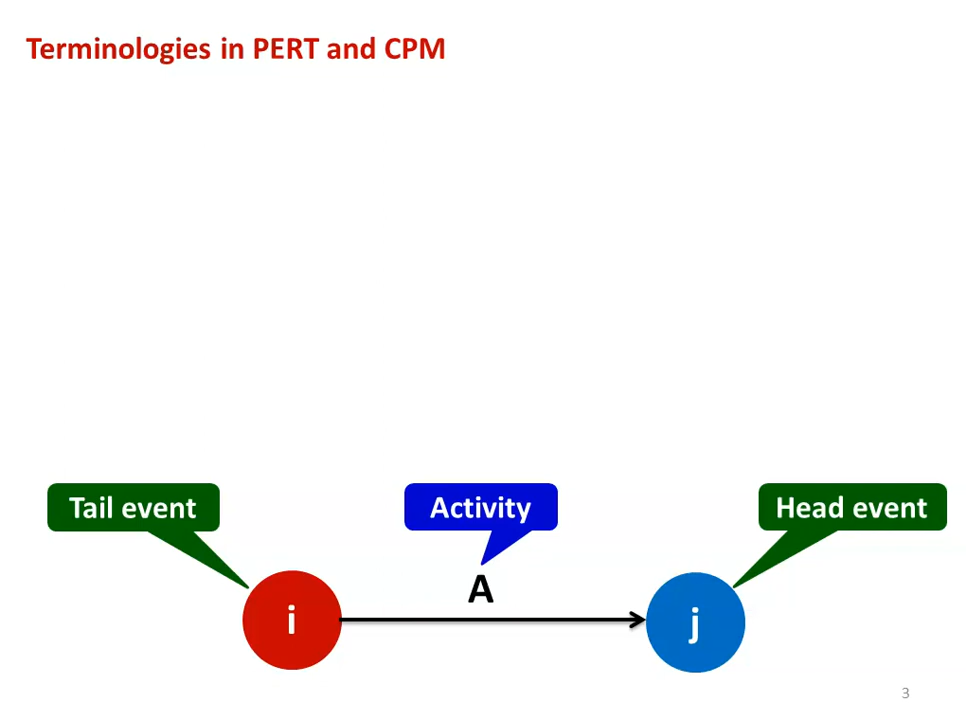 Terminologies in PERT and CPM
Tail event
Activity
Head event
A
i
j
3